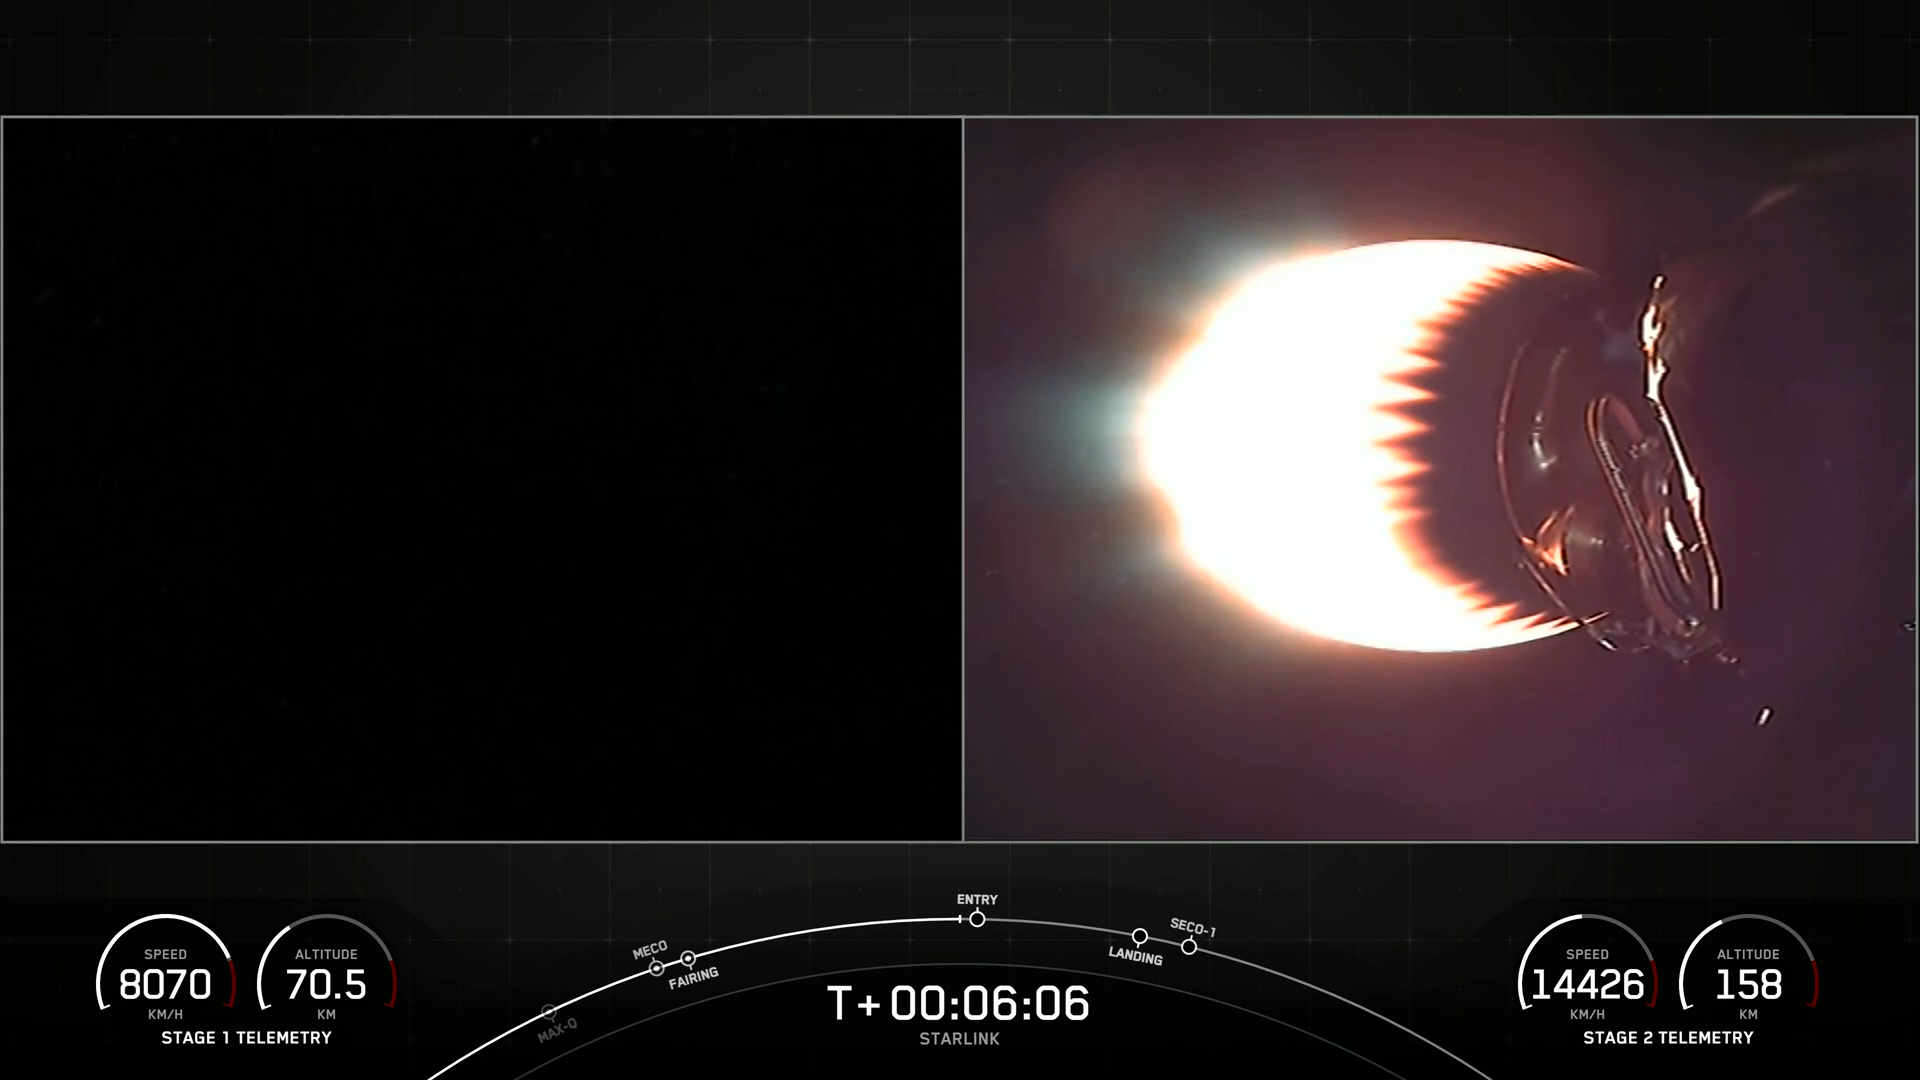 ENTRY
MECO
FAIRING
MAX-Q
LANDING
SECO-1
SPEED
8070
KM/H
ALTITUDE
70.5
KM
STAGE 1 TELEMETRY
T+00:06:06
STARLINK
SPEED
14426
KM/H
ALTITUDE
158
KM
STAGE 2 TELEMETRY